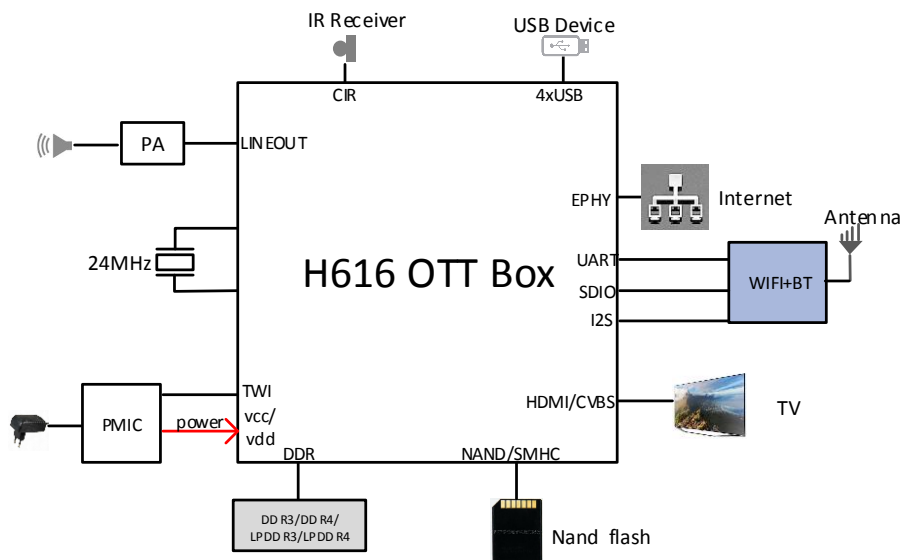 IR Receiver
USB Device
CIR
4xUSB
PA
LINEOUT
EPHY
Internet
Antenna
24MHz
H616 OTT Box
UART
SDIO
I2S
WIFI+BT
TWI
PMIC
power
vcc/
vdd
HDMI/CVBS
TV
DDR
NAND/SMHC
DDR3/DDR4/
LPDDR3/LPDDR4
Nand flash